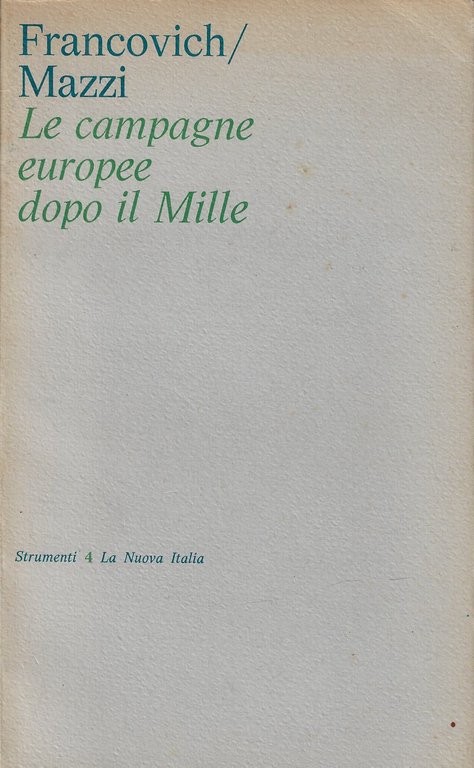 Francovich/
Mazzi
Le campagne
europee
dopo il Mille
Strumenti 4 La Nuova Italia